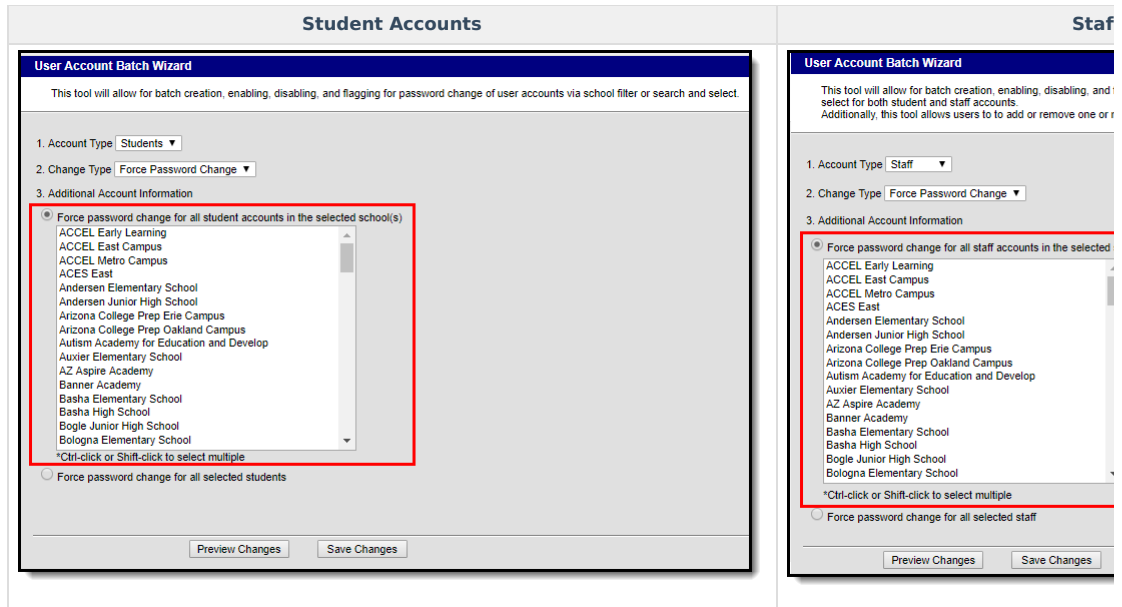 Student Accounts
User Account Batch Wizard
This tool will allow for batch creation, enabling, disabling, and flagging for password change of user accounts via school filter or search and select.
1. Account Type Students ▼
2. Change Type Force Password Change ▼
3. Additional Account Information
Force password change for all student accounts in the selected school(s)
ACCEL Early Learning
ACCEL East Campus
ACCEL Metro Campus
ACES East
Andersen Elementary School
Andersen Junior High School
Arizona College Prep Erie Campus
Arizona College Prep Oakland Campus
Autism Academy for Education and Develop
Auxier Elementary School
AZ Aspire Academy
Banner Academy
Basha Elementary School
Basha High School
Bogle Junior High School
Bologna Elementary School
*Ctrl-click or Shift-click to select multiple
Force password change for all selected students
Preview Changes Save Changes
Staf
User Account Batch Wizard
This tool will allow for batch creation, enabling, disabling, and
select for both student and staff accounts.
Additionally, this tool allows users to to add or remove one or
1. Account Type Staff ▼
2. Change Type Force Password Change ▼
3. Additional Account Information
Force password change for all staff accounts in the selected
ACCEL Early Learning
ACCEL East Campus
ACCEL Metro Campus
ACES East
Andersen Elementary School
Andersen Junior High School
Arizona College Prep Erie Campus
Arizona College Prep Oakland Campus
Autism Academy for Education and Develop
Auxier Elementary School
AZ Aspire Academy
Banner Academy
Basha Elementary School
Basha High School
Bogle Junior High School
Bologna Elementary School
*Ctrl-click or Shift-click to select multiple
Force password change for all selected staff
Preview Changes Save Changes